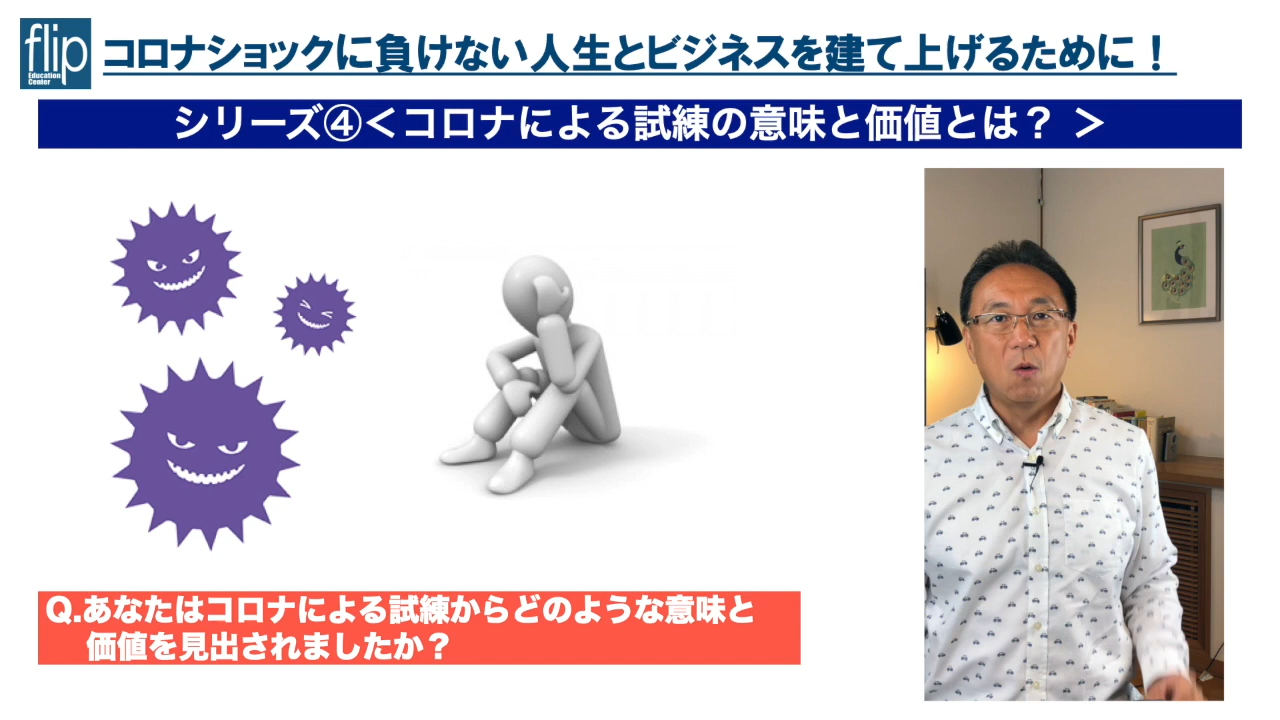 flip
Education
Center
コロナショックに負けない人生とビジネスを建て上げるために！
シリーズ④＜コロナによる試練の意味と価値とは？ ＞
Q.あなたはコロナによる試練からどのような意味と
価値を見出されましたか？